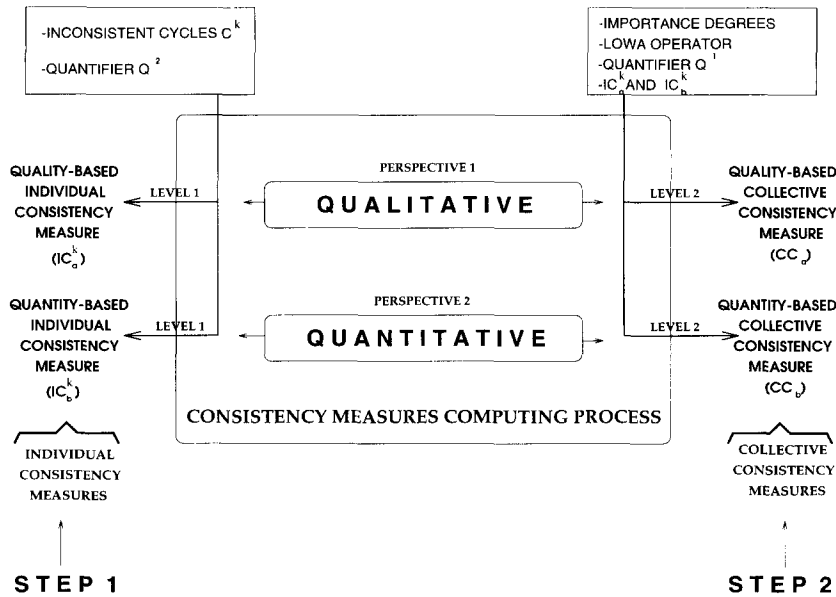 -INCONSISTENT CYCLES C^k
-QUANTIFIER Q^2
-IMPORTANCE DEGREES
-LOWA OPERATOR
-QUANTIFIER Q^1
-IC_a^k AND IC_b^k
QUALITY-BASED
INDIVIDUAL
CONSISTENCY
MEASURE
(IC_a^k)
LEVEL 1
PERSPECTIVE 1
QUALITATIVE
LEVEL 2
QUALITY-BASED
COLLECTIVE
CONSISTENCY
MEASURE
(CC_a)
QUANTITY-BASED
INDIVIDUAL
CONSISTENCY
MEASURE
(IC_b^k)
LEVEL 1
PERSPECTIVE 2
QUANTITATIVE
LEVEL 2
QUANTITY-BASED
COLLECTIVE
CONSISTENCY
MEASURE
(CC_b)
CONSISTENCY MEASURES COMPUTING PROCESS
INDIVIDUAL
CONSISTENCY
MEASURES
COLLECTIVE
CONSISTENCY
MEASURES
STEP 1
STEP 2